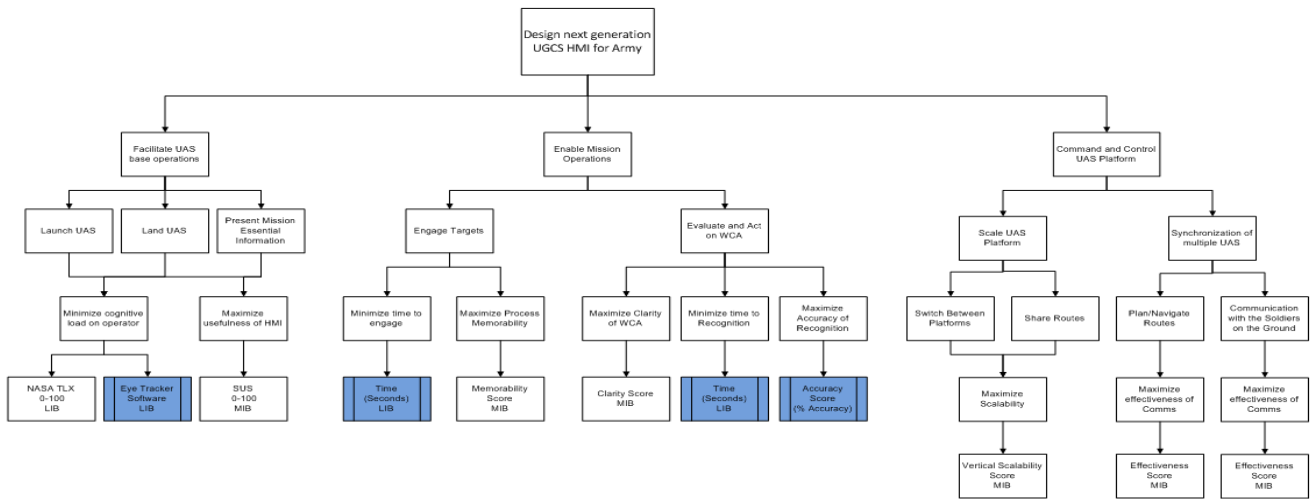 Design next generation
UGCS HMI for Army
Facilitate UAS
base operations
Enable Mission
Operations
Command and Control
UAS Platform
Launch UAS
Land UAS
Present Mission
Essential
Information
Engage Targets
Evaluate and Act
on WCA
Scale UAS
Platform
Synchronization of
multiple UAS
Minimize cognitive
load on operator
Maximize
usefulness of HMI
Minimize time to
engage
Maximize Process
Memorability
Maximize Clarity
of WCA
Minimize time to
Recognition
Maximize
Accuracy of
Recognition
Switch Between
Platforms
Share Routes
Plan/Navigate
Routes
Communication
with the Soldiers
on the Ground
NASA TLX
0-100
LIB
Eye Tracker
Software
LIB
SUS
0-100
MIB
Time
(Seconds)
LIB
Memorability
Score
MIB
Clarity Score
MIB
Time
(Seconds)
LIB
Accuracy
Score
(% Accuracy)
Maximize
Scalability
Maximize
effectiveness of
Comms
Maximize
effectiveness of
Comms
Vertical Scalability
Score
MIB
Effectiveness
Score
MIB
Effectiveness
Score
MIB